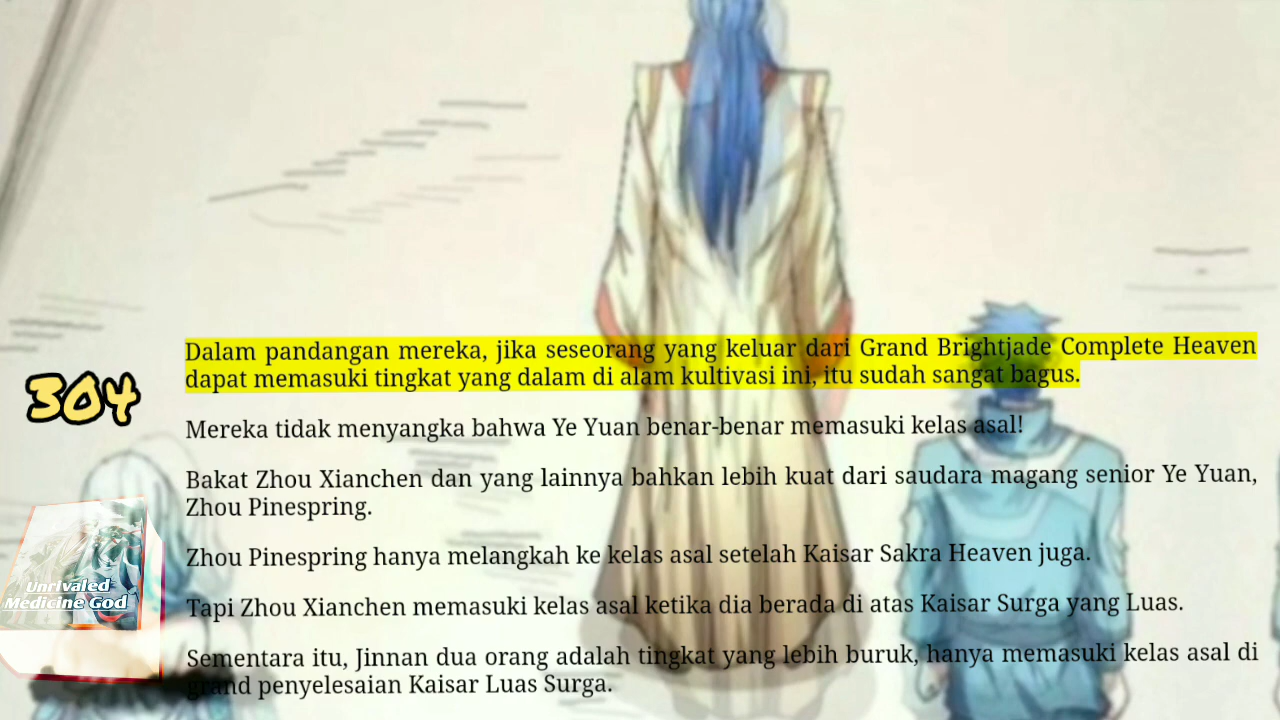 Dalam pandangan mereka, jika seseorang yang keluar dari Grand Brightjade Complete Heaven
dapat memasuki tingkat yang dalam di alam kultivasi ini, itu sudah sangat bagus.
304
Mereka tidak menyangka bahwa Ye Yuan benar-benar memasuki kelas asal!
Bakat Zhou Xianchen dan yang lainnya bahkan lebih kuat dari saudara magang senior Ye Yuan,
Zhou Pinespring.
Zhou Pinespring hanya melangkah ke kelas asal setelah Kaisar Sakra Heaven juga.
Unrivaled
Medicine God
Tapi Zhou Xianchen memasuki kelas asal ketika dia berada di atas Kaisar Surga yang Luas.
Sementara itu, Jinnan dua orang adalah tingkat yang lebih buruk, hanya memasuki kelas asal di
grand penyelesaian Kaisar Luas Surga.